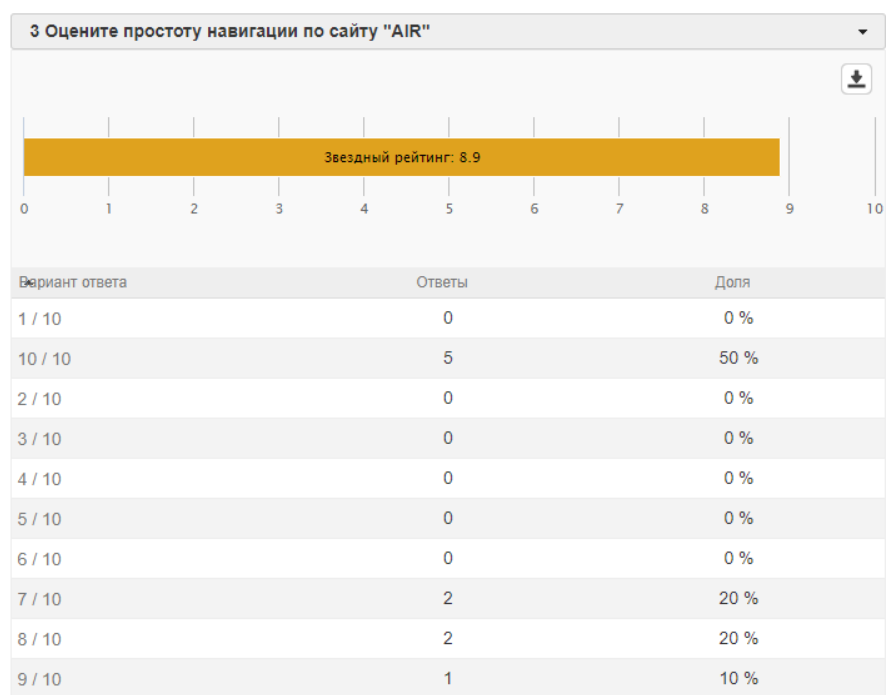 3 Оцените простоту навигации по сайту "AIR"
Звездный рейтинг: 8.9
0 1 2 3 4 5 6 7 8 9 10
Вариант ответа Ответы Доля
1 / 10 0 0 %
10 / 10 5 50 %
2 / 10 0 0 %
3 / 10 0 0 %
4 / 10 0 0 %
5 / 10 0 0 %
6 / 10 0 0 %
7 / 10 2 20 %
8 / 10 2 20 %
9 / 10 1 10 %